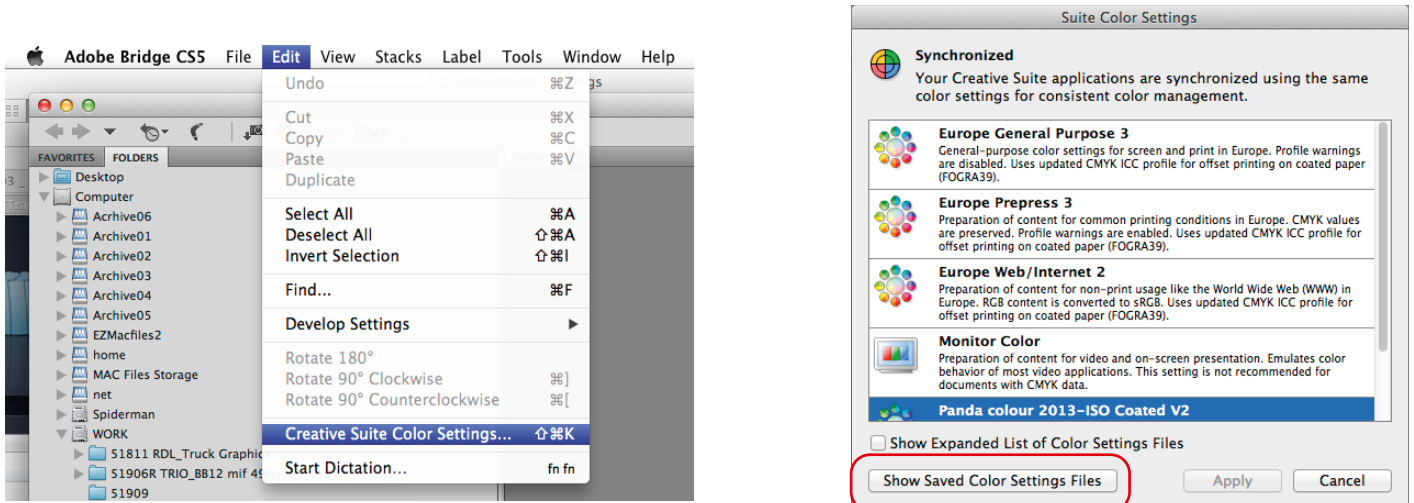 Adobe Bridge CS5 File Edit View Stacks Label Tools Window Help
Undo ⌘Z
gs
Cut ⌘X
Copy ⌘C
Paste ⌘V
Duplicate
Select All ⌘A
Deselect All ⇧⌘A
Invert Selection ⇧⌘I
Find... ⌘F
Develop Settings ▶
Rotate 180°
Rotate 90° Clockwise ⌘]
Rotate 90° Counterclockwise ⌘[
Creative Suite Color Settings... ⇧⌘K
Start Dictation... fn fn
FAVORITES FOLDERS
Desktop
Computer
Acrhive06
Archive01
Archive02
Archive03
Archive04
Archive05
EZMacfiles2
home
MAC Files Storage
net
Spiderman
WORK
51811 RDL_Truck Graphic
51906R TRIO_BB12 mif 49
51909
Suite Color Settings
Synchronized
Your Creative Suite applications are synchronized using the same
color settings for consistent color management.
Europe General Purpose 3
General-purpose color settings for screen and print in Europe. Profile warnings
are disabled. Uses updated CMYK ICC profile for offset printing on coated paper
(FOGRA39).
Europe Prepress 3
Preparation of content for common printing conditions in Europe. CMYK values
are preserved. Profile warnings are enabled. Uses updated CMYK ICC profile for
offset printing on coated paper (FOGRA39).
Europe Web/Internet 2
Preparation of content for non-print usage like the World Wide Web (WWW) in
Europe. RGB content is converted to sRGB. Uses updated CMYK ICC profile for
offset printing on coated paper (FOGRA39).
Monitor Color
Preparation of content for video and on-screen presentation. Emulates color
behavior of most video applications. This setting is not recommended for
documents with CMYK data.
Panda colour 2013-ISO Coated V2
Show Expanded List of Color Settings Files
Show Saved Color Settings Files Apply Cancel